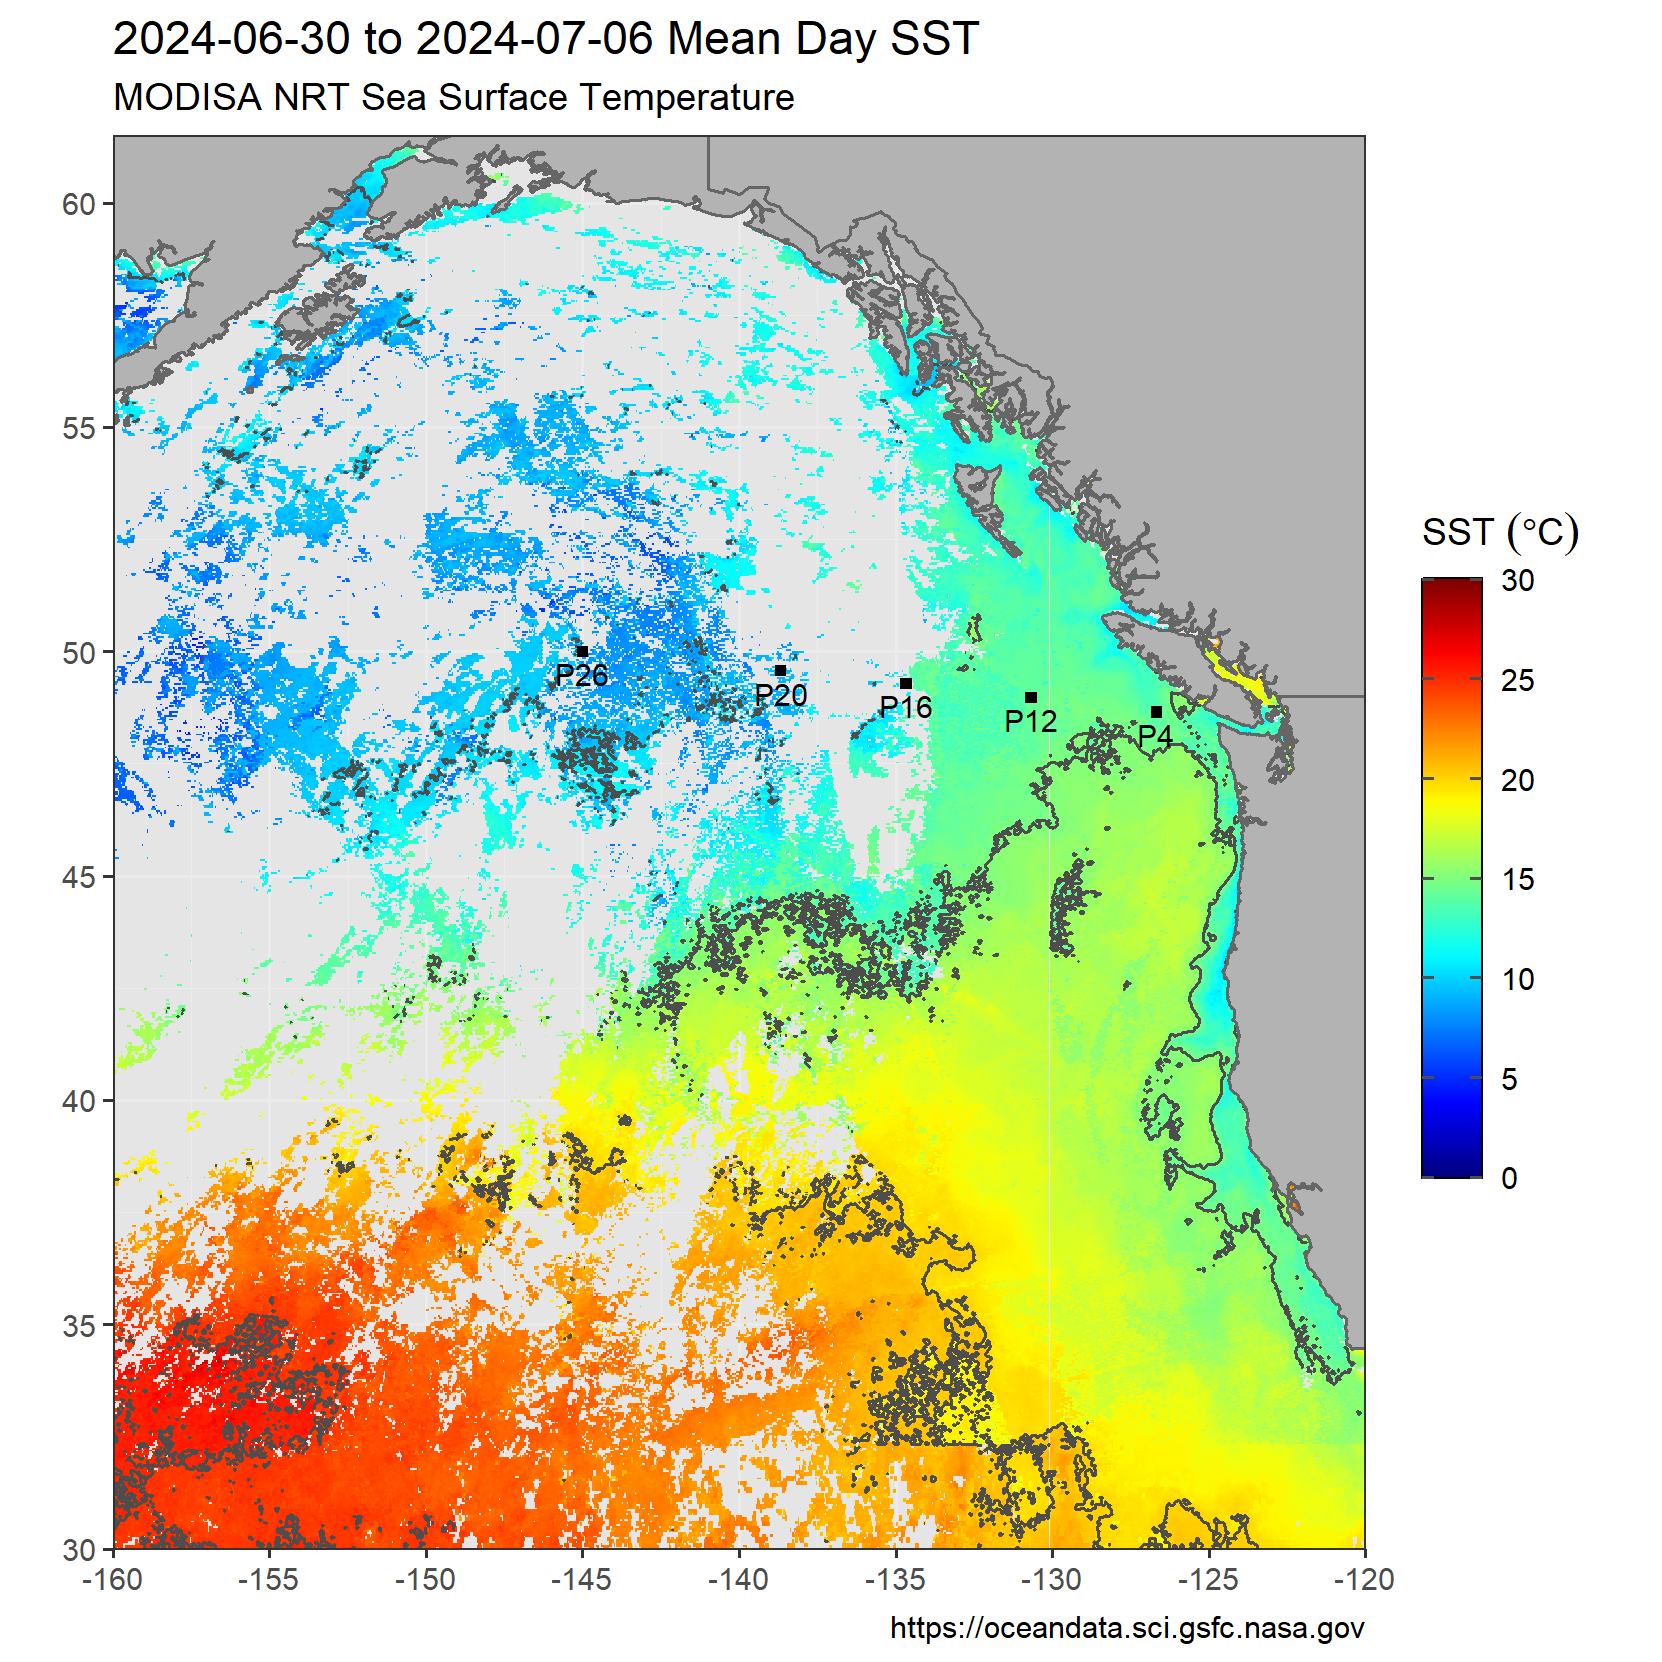 2024-06-30 to 2024-07-06 Mean Day SST
MODISA NRT Sea Surface Temperature
60
55
50
45
40
35
30
-160
-155
-150
-145
-140
-135
-130
-125
-120
P26
P20
P16
P12
P4
SST (°C)
30
25
20
15
10
5
0
https://oceandata.sci.gsfc.nasa.gov